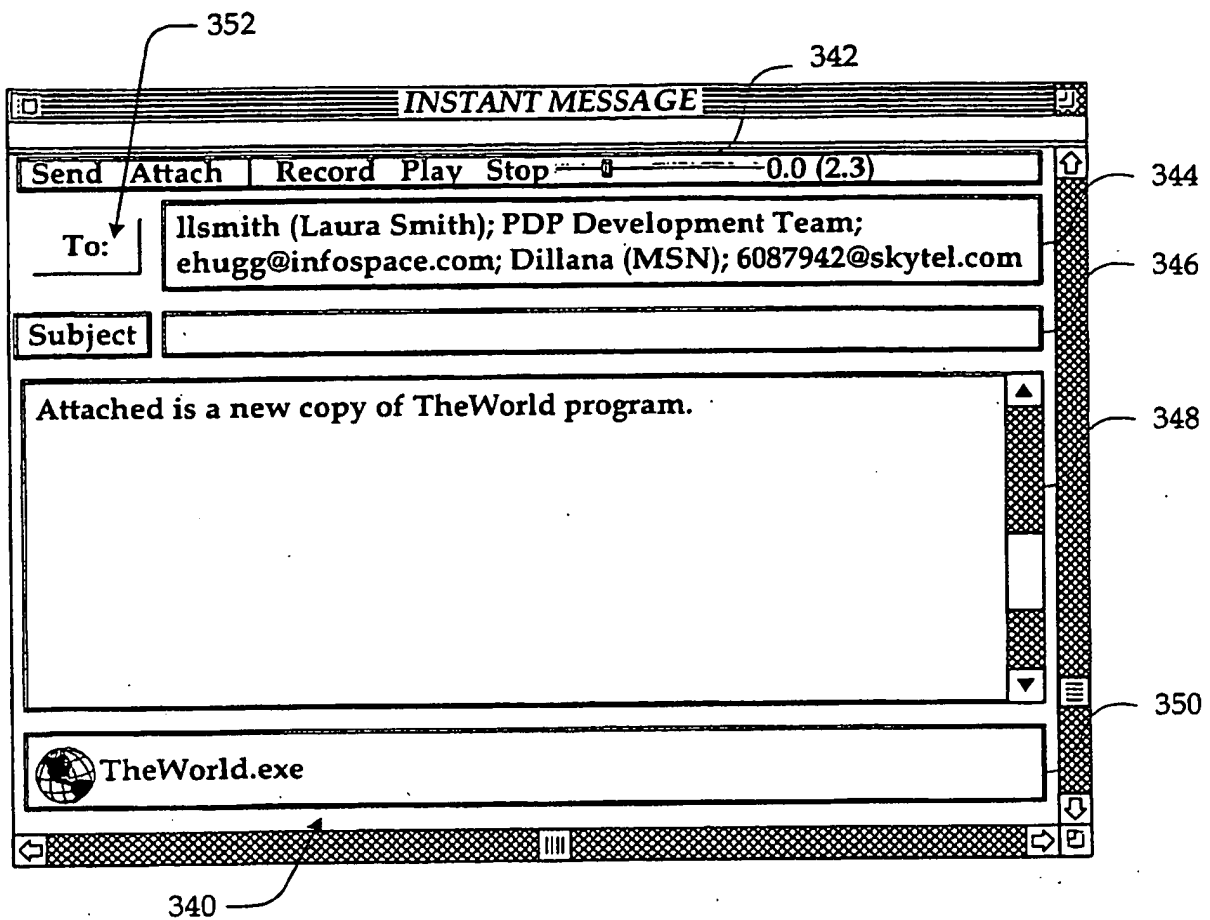 352
342
INSTANT MESSAGE
Send Attach | Record Play Stop 0.0 (2.3)
344
To:
llsmith (Laura Smith); PDP Development Team;
ehugg@infospace.com; Dillana (MSN); 6087942@skytel.com
346
Subject
Attached is a new copy of TheWorld program.
348
350
TheWorld.exe
340